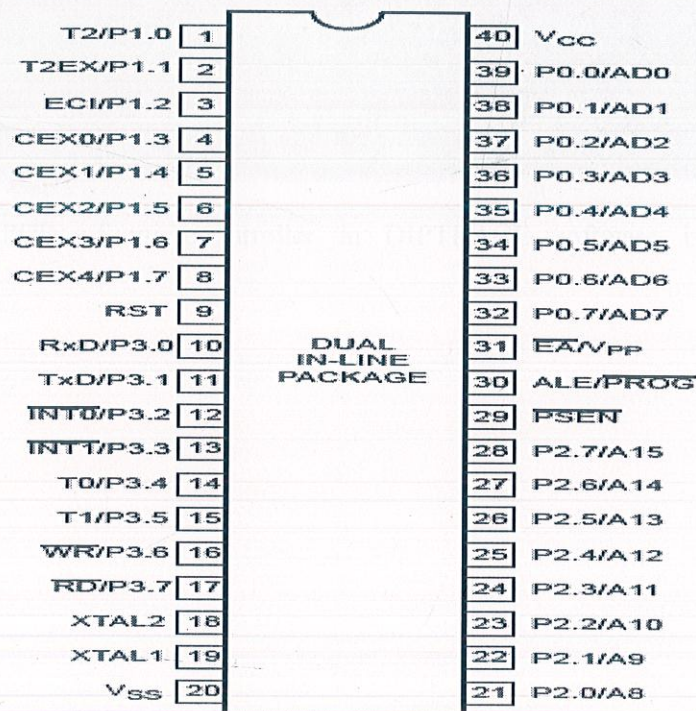 T2/P1.0 1
T2EX/P1.1 2
ECI/P1.2 3
CEX0/P1.3 4
CEX1/P1.4 5
CEX2/P1.5 6
CEX3/P1.6 7
CEX4/P1.7 8
RST 9
RxD/P3.0 10
TxD/P3.1 11
INT0/P3.2 12
INT1/P3.3 13
T0/P3.4 14
T1/P3.5 15
WR/P3.6 16
RD/P3.7 17
XTAL2 18
XTAL1 19
VSS 20
DUAL
IN-LINE
PACKAGE
40 VCC
39 P0.0/AD0
38 P0.1/AD1
37 P0.2/AD2
36 P0.3/AD3
35 P0.4/AD4
34 P0.5/AD5
33 P0.6/AD6
32 P0.7/AD7
31 EA/VPP
30 ALE/PROG
29 PSEN
28 P2.7/A15
27 P2.6/A14
26 P2.5/A13
25 P2.4/A12
24 P2.3/A11
23 P2.2/A10
22 P2.1/A9
21 P2.0/A8